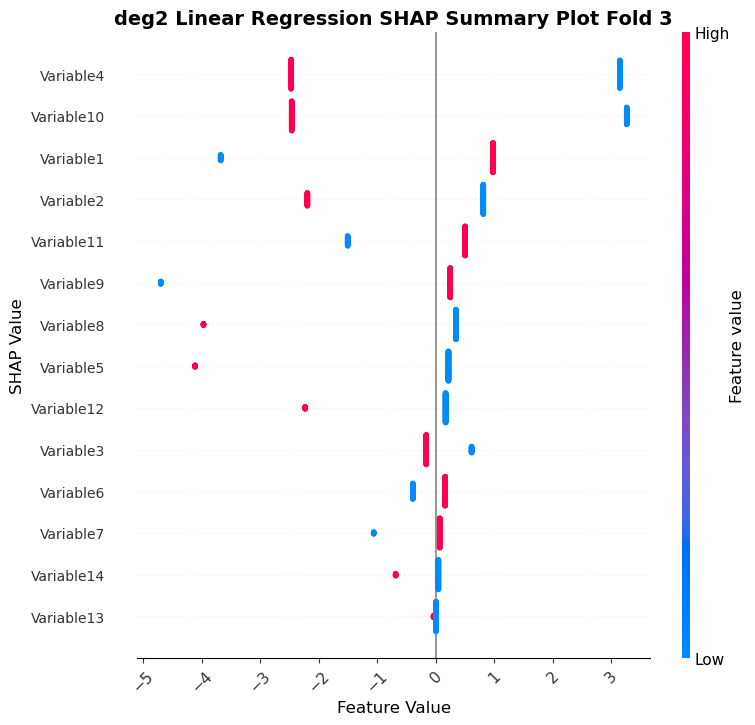 deg2 Linear Regression SHAP Summary Plot Fold 3
High
Variable4
Variable10
Variable1
Variable2
Variable11
Variable9
Variable8
Variable5
Variable12
Variable3
Variable6
Variable7
Variable14
Variable13
SHAP Value
Feature value
Low
−5
−4
−3
−2
−1
0
1
2
3
Feature Value